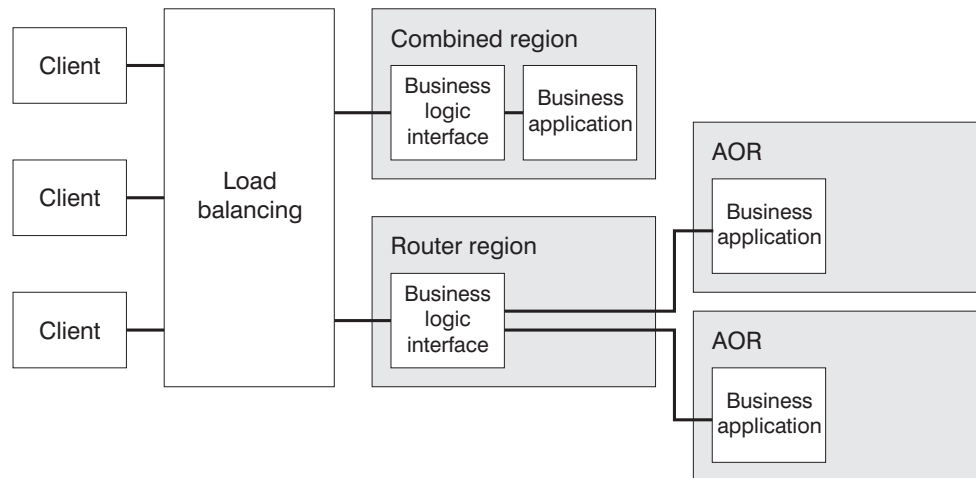 Client
Client
Client
Load
balancing
Combined region
Business
logic
interface
Business
application
Router region
Business
logic
interface
AOR
Business
application
AOR
Business
application